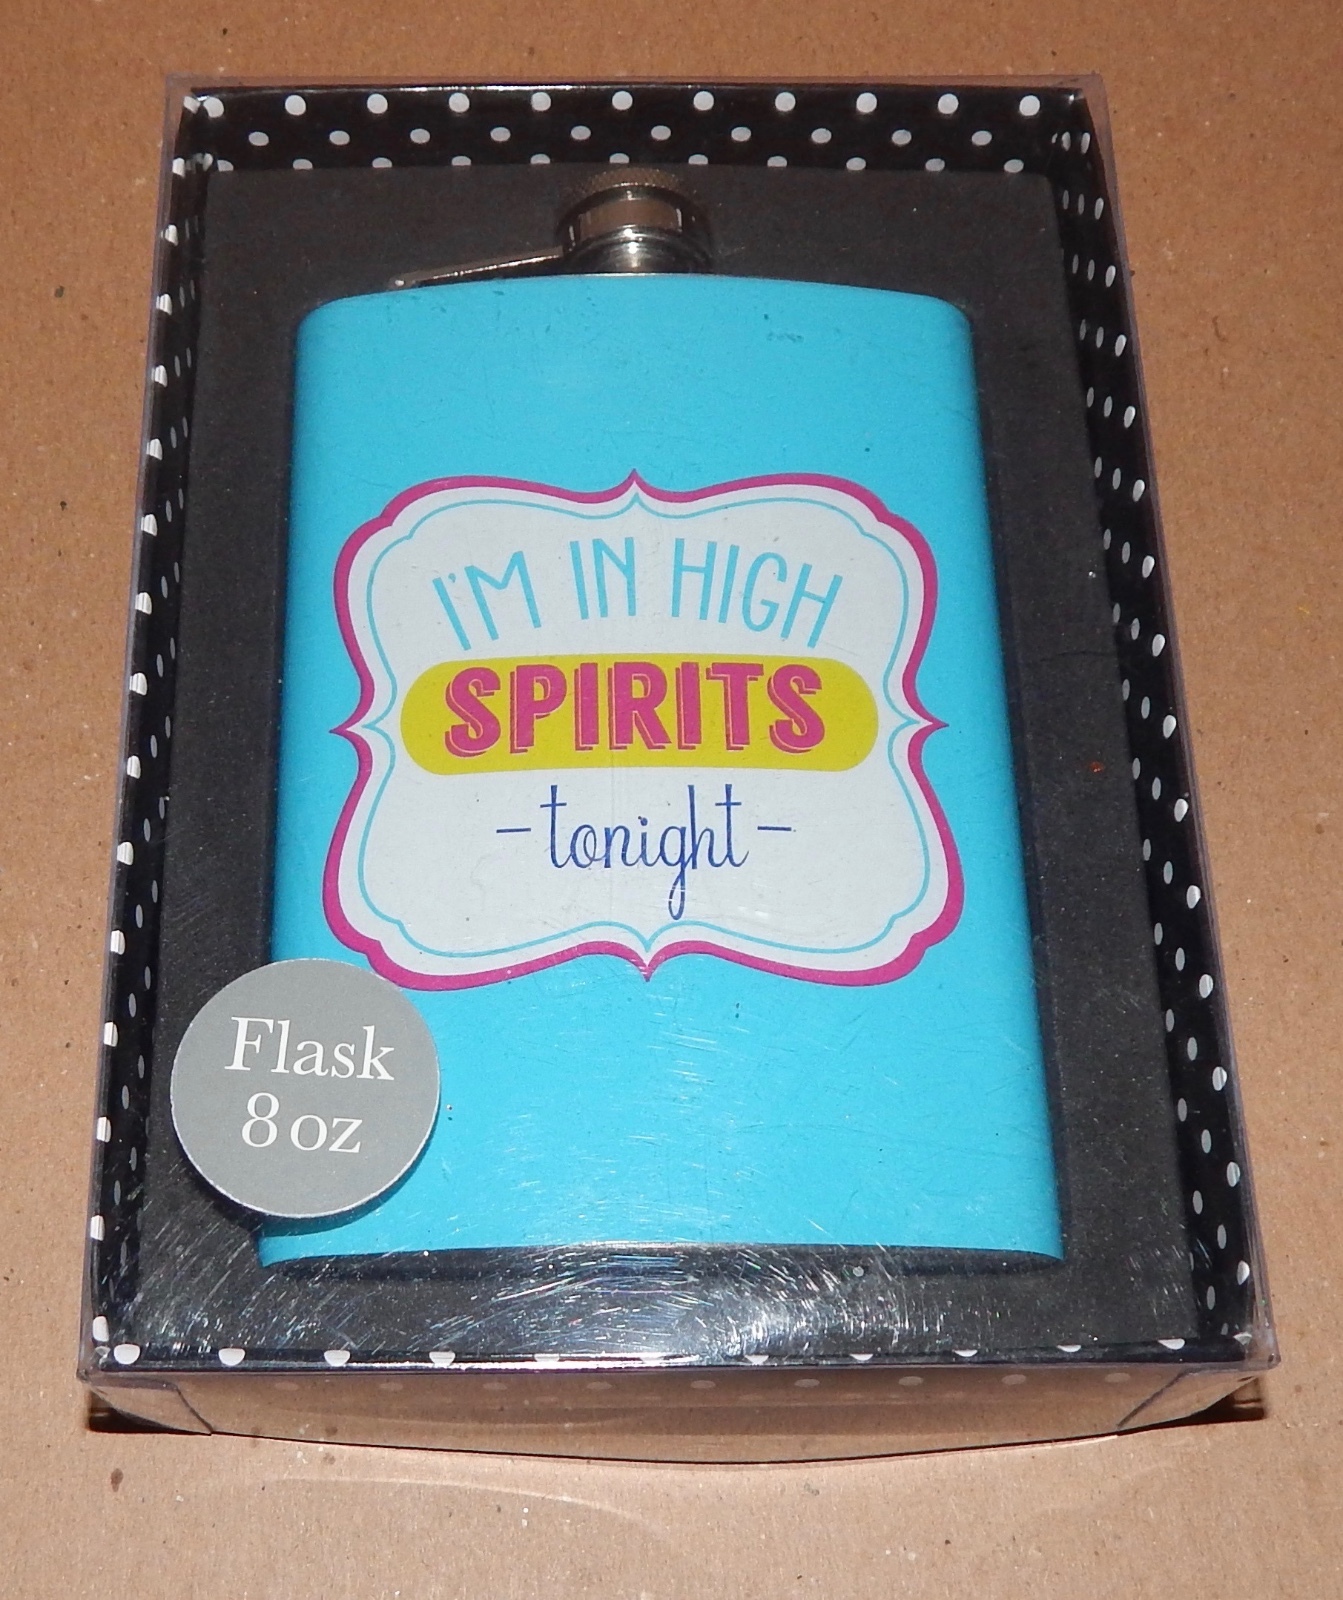 I'M IN HIGH
SPIRITS
-tonight-
Flask
8 oz